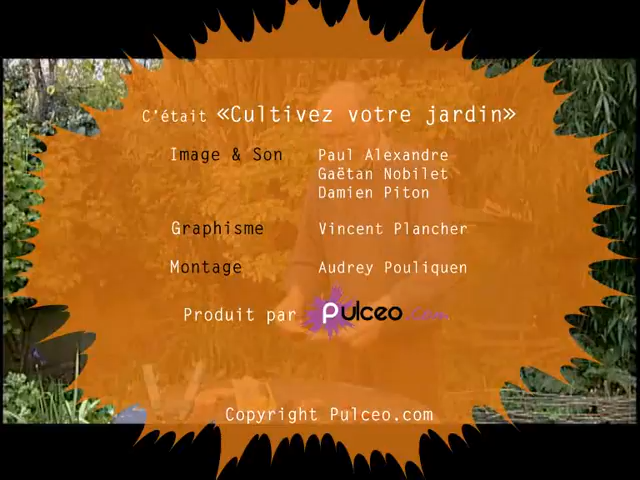 C'était «Cultivez votre jardin»
Image & Son Paul Alexandre
Gaëtan Nobilet
Damien Piton
Graphisme Vincent Plancher
Montage Audrey Pouliquen
Produit par Pulceo.com
Copyright Pulceo.com